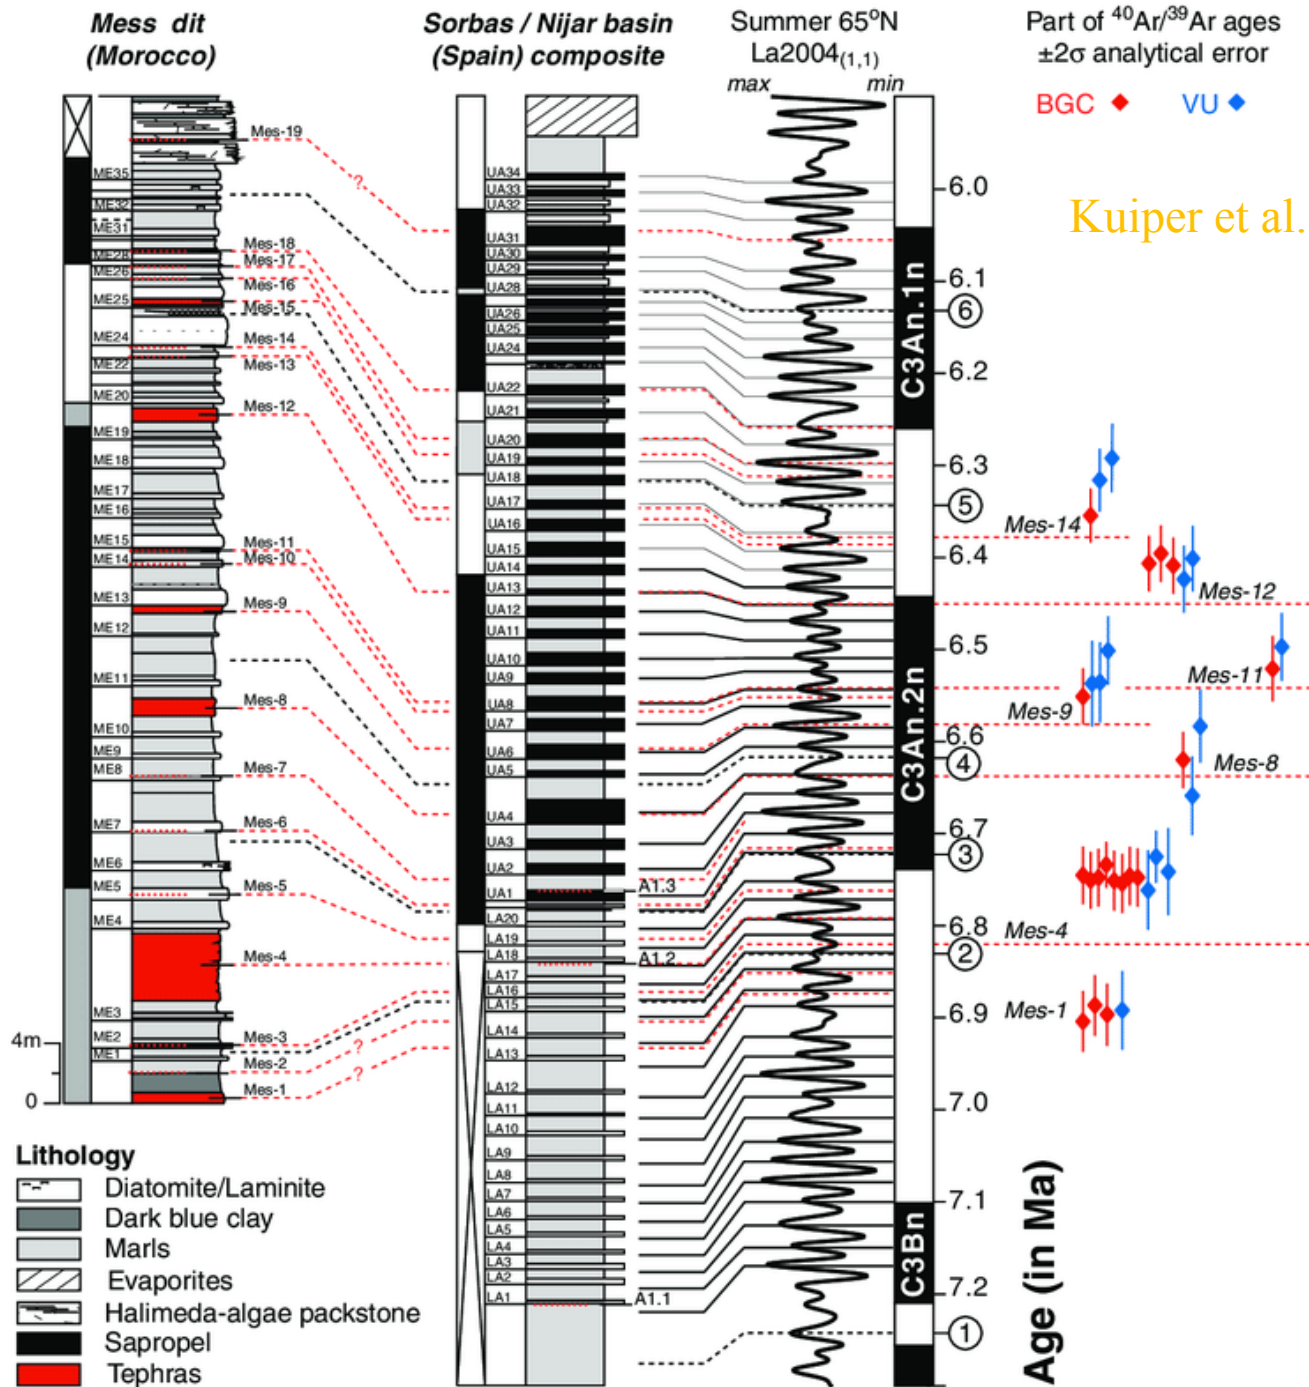 Mess dit
(Morocco)
Sorbas / Nijar basin
(Spain) composite
Summer 65°N
La2004(1,1)
max
min
Part of 40Ar/39Ar ages
±2σ analytical error
BGC
VU
Kuiper et al.
ME35
ME32
ME31
ME28
ME26
ME25
ME24
ME22
ME20
ME19
ME18
ME17
ME16
ME15
ME14
ME13
ME12
ME11
ME10
ME9
ME8
ME7
ME6
ME5
ME4
ME3
ME2
ME1
4m
0
Mes-19
Mes-18
Mes-17
Mes-16
Mes-15
Mes-14
Mes-13
Mes-12
Mes-11
Mes-10
Mes-9
Mes-8
Mes-7
Mes-6
Mes-5
Mes-4
Mes-3
Mes-2
Mes-1
?
?
?
UA34
UA33
UA32
UA31
UA30
UA29
UA28
UA26
UA25
UA24
UA22
UA21
UA20
UA19
UA18
UA17
UA16
UA15
UA14
UA13
UA12
UA11
UA10
UA9
UA8
UA7
UA6
UA5
UA4
UA3
UA2
UA1
LA20
LA19
LA18
LA17
LA16
LA15
LA14
LA13
LA12
LA11
LA10
LA9
LA8
LA7
LA6
LA5
LA4
LA3
LA2
LA1
A1.3
A1.2
A1.1
C3An.1n
C3An.2n
C3Bn
6.0
6.1
6
6.2
6.3
5
6.4
6.5
6.6
4
6.7
3
6.8
2
6.9
7.0
7.1
7.2
1
Age (in Ma)
Mes-14
Mes-12
Mes-11
Mes-9
Mes-8
Mes-4
Mes-1
Lithology
Diatomite/Laminite
Dark blue clay
Marls
Evaporites
Halimeda-algae packstone
Sapropel
Tephras